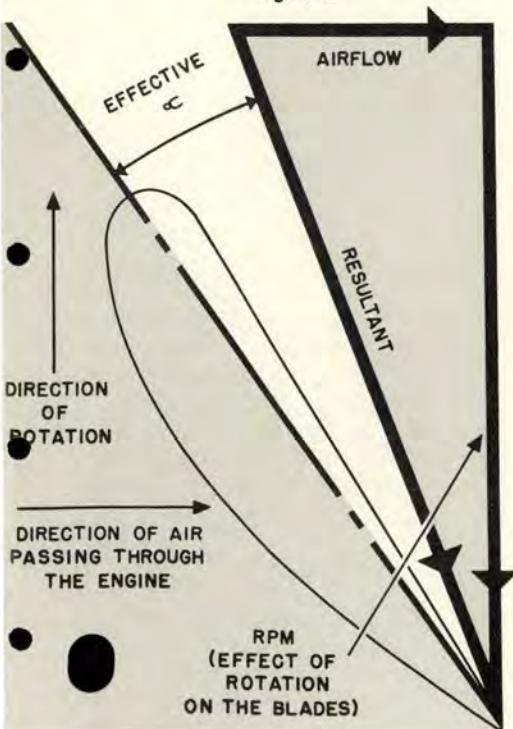 AIRFLOW
EFFECTIVE
∝
RESULTANT
DIRECTION
OF
ROTATION
DIRECTION OF AIR
PASSING THROUGH
THE ENGINE
RPM
(EFFECT OF
ROTATION
ON THE BLADES)